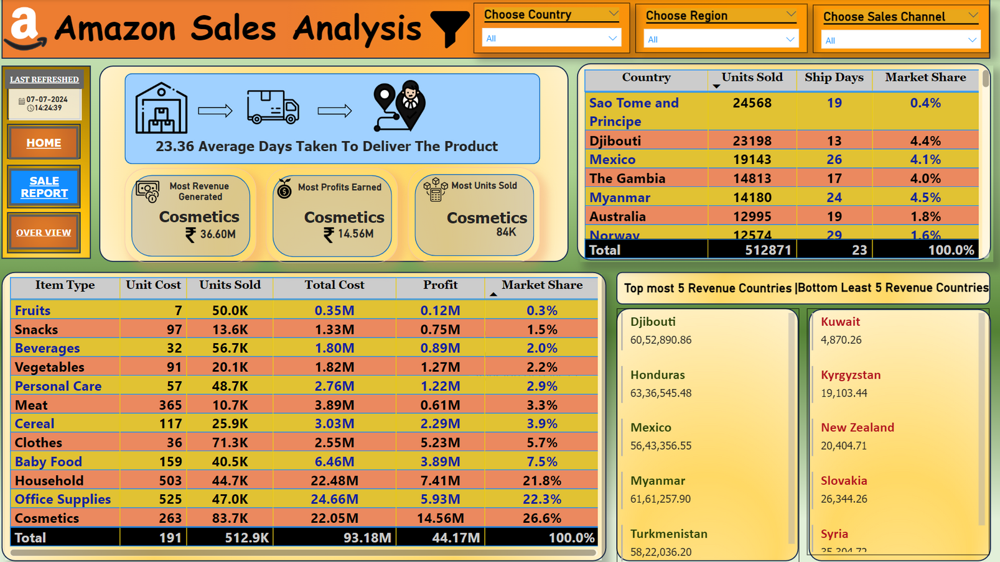 a Amazon Sales Analysis
Choose Country
All
Choose Region
All
Choose Sales Channel
All
LAST REFRESHED
07-07-2024
14:24:39
HOME
SALE
REPORT
OVER VIEW
23.36 Average Days Taken To Deliver The Product
Most Revenue
Generated
Cosmetics
₹ 36.60M
Most Profits Earned
Cosmetics
₹ 14.56M
Most Units Sold
Cosmetics
84K
Country Units Sold Ship Days Market Share
Sao Tome and
Principe 24568 19 0.4%
Djibouti 23198 13 4.4%
Mexico 19143 26 4.1%
The Gambia 14813 17 4.0%
Myanmar 14180 24 4.5%
Australia 12995 19 1.8%
Norway 12574 29 1.6%
Total 512871 23 100.0%
Item Type Unit Cost Units Sold Total Cost Profit Market Share
Fruits 7 50.0K 0.35M 0.12M 0.3%
Snacks 97 13.6K 1.33M 0.75M 1.5%
Beverages 32 56.7K 1.80M 0.89M 2.0%
Vegetables 91 20.1K 1.82M 1.27M 2.2%
Personal Care 57 48.7K 2.76M 1.22M 2.9%
Meat 365 10.7K 3.89M 0.61M 3.3%
Cereal 117 25.9K 3.03M 2.29M 3.9%
Clothes 36 71.3K 2.55M 5.23M 5.7%
Baby Food 159 40.5K 6.46M 3.89M 7.5%
Household 503 44.7K 22.48M 7.41M 21.8%
Office Supplies 525 47.0K 24.66M 5.93M 22.3%
Cosmetics 263 83.7K 22.05M 14.56M 26.6%
Total 191 512.9K 93.18M 44.17M 100.0%
Top most 5 Revenue Countries |Bottom Least 5 Revenue Countries
Djibouti
60,52,890.86
Honduras
63,36,545.48
Mexico
56,43,356.55
Myanmar
61,61,257.90
Turkmenistan
58,22,036.20
Kuwait
4,870.26
Kyrgyzstan
19,103.44
New Zealand
20,404.71
Slovakia
26,344.26
Syria
35,304.72